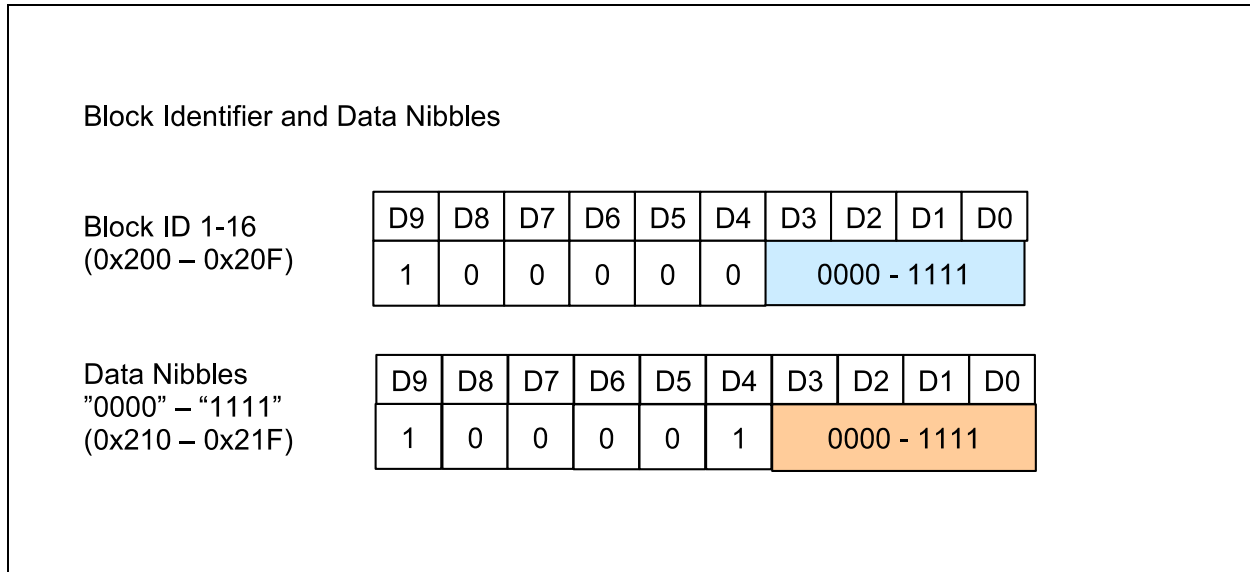 Block Identifier and Data Nibbles
Block ID 1-16
(0x200 – 0x20F)
D9 D8 D7 D6 D5 D4 D3 D2 D1 D0
1 0 0 0 0 0 0000 - 1111
Data Nibbles
”0000” – “1111”
(0x210 – 0x21F)
D9 D8 D7 D6 D5 D4 D3 D2 D1 D0
1 0 0 0 0 1 0000 - 1111